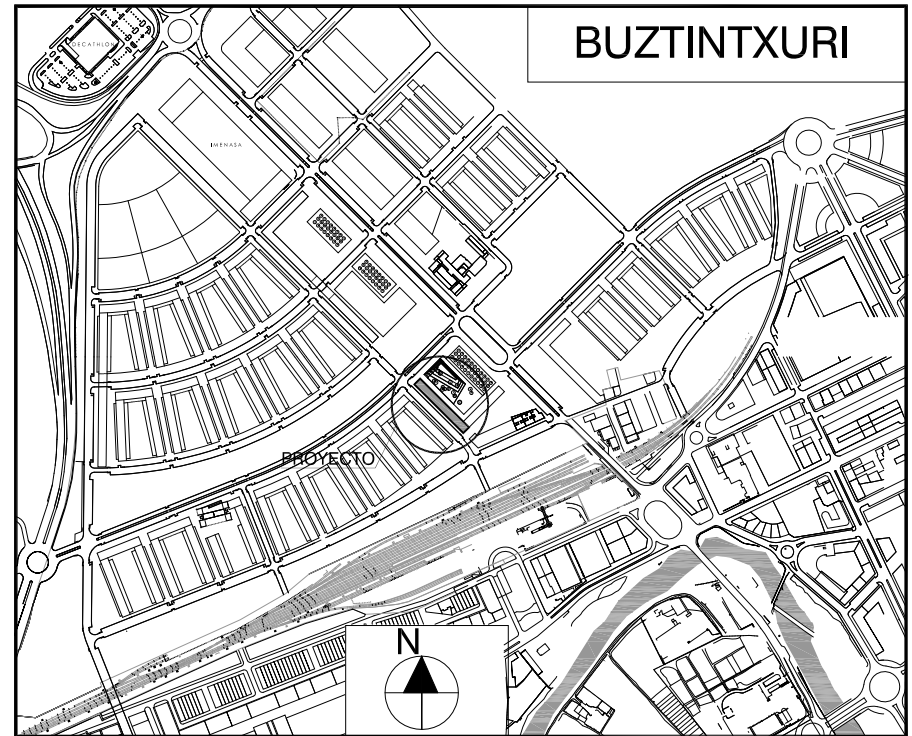 BUZTINTXURI
DECATHLON
IMENASA
PROYECTO
N